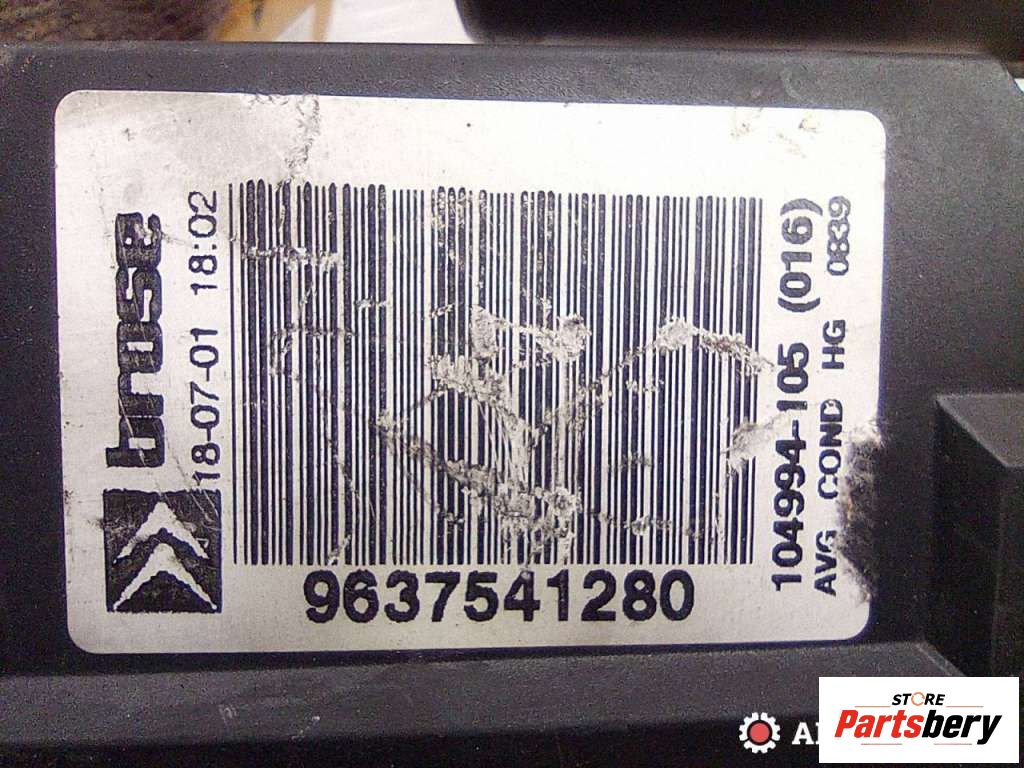 brose
18-07-01 18:02
9637541280
104994-105 (016)
AVG COND HG 0839
STORE
Partsbery